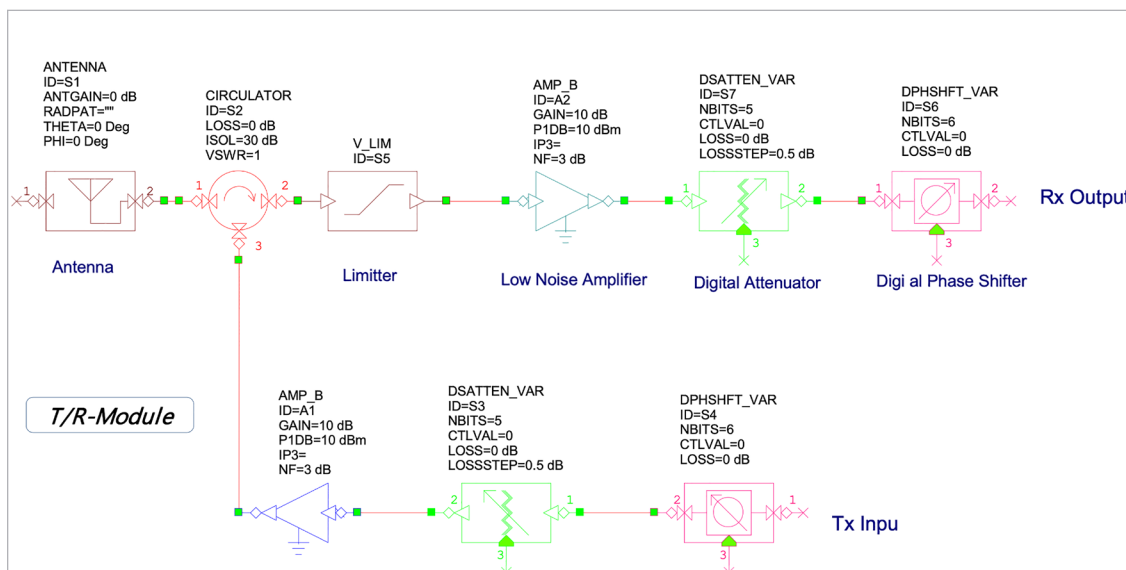 ANTENNA
ID=S1
ANTGAIN=0 dB
RADPAT=""
THETA=0 Deg
PHI=0 Deg
1
2
Antenna
CIRCULATOR
ID=S2
LOSS=0 dB
ISOL=30 dB
VSWR=1
1
2
3
V_LIM
ID=S5
Limitter
AMP_B
ID=A2
GAIN=10 dB
P1DB=10 dBm
IP3=
NF=3 dB
Low Noise Amplifier
DSATTEN_VAR
ID=S7
NBITS=5
CTLVAL=0
LOSS=0 dB
LOSSSTEP=0.5 dB
1
2
3
Digital Attenuator
DPHSHFT_VAR
ID=S6
NBITS=6
CTLVAL=0
LOSS=0 dB
1
2
3
Digi al Phase Shifter
Rx Output
T/R-Module
AMP_B
ID=A1
GAIN=10 dB
P1DB=10 dBm
IP3=
NF=3 dB
DSATTEN_VAR
ID=S3
NBITS=5
CTLVAL=0
LOSS=0 dB
LOSSSTEP=0.5 dB
2
1
3
DPHSHFT_VAR
ID=S4
NBITS=6
CTLVAL=0
LOSS=0 dB
2
1
3
Tx Inpu